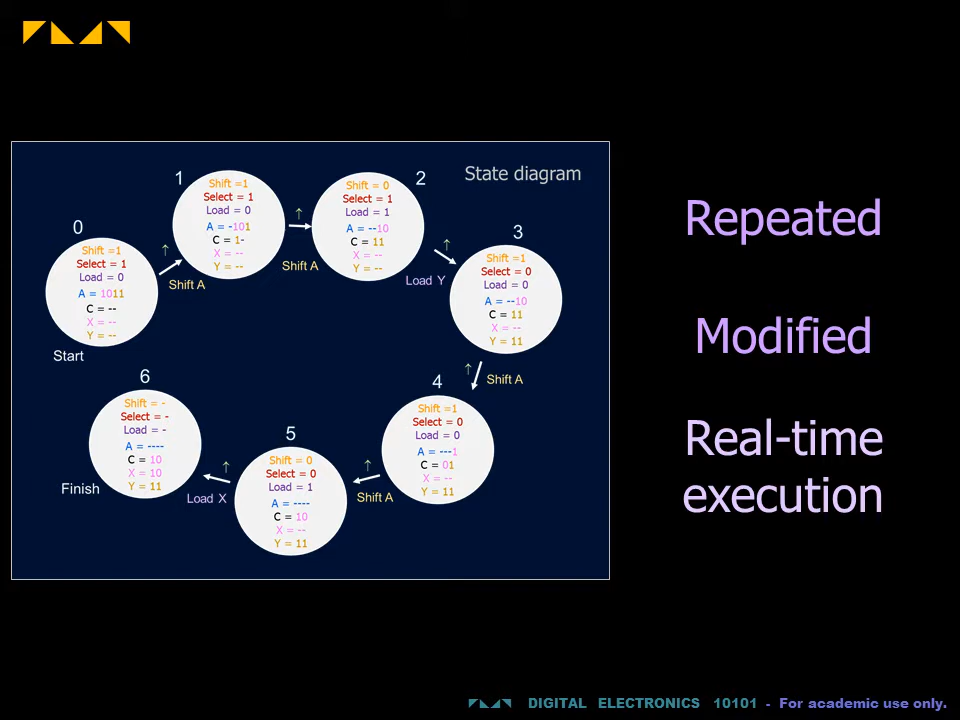 State diagram
0
Shift =1
Select = 1
Load = 0
A = 1011
C = --
X = --
Y = --
Start
↑
Shift A
1
Shift =1
Select = 1
Load = 0
A = -101
C = 1-
X = --
Y = --
↑
Shift A
2
Shift = 0
Select = 1
Load = 1
A = --10
C = 11
X = --
Y = --
↑
Load Y
3
Shift =1
Select = 0
Load = 0
A = --10
C = 11
X = --
Y = 11
↑
Shift A
4
Shift =1
Select = 0
Load = 0
A = ---1
C = 01
X = --
Y = 11
↑
Shift A
5
Shift = 0
Select = 0
Load = 1
A = ----
C = 10
X = --
Y = 11
↑
Load X
6
Shift = -
Select = -
Load = -
A = ----
C = 10
X = 10
Y = 11
Finish
Repeated
Modified
Real-time
execution
DIGITAL ELECTRONICS 10101 - For academic use only.